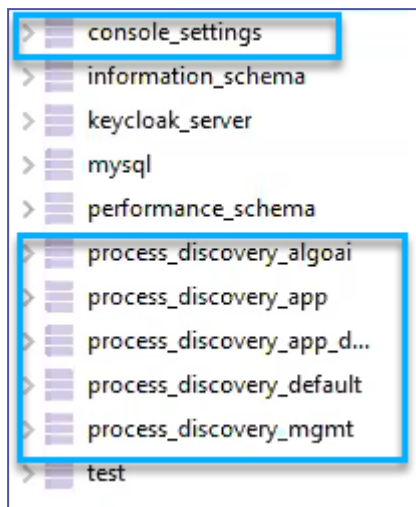 console_settings
information_schema
keycloak_server
mysql
performance_schema
process_discovery_algoai
process_discovery_app
process_discovery_app_d...
process_discovery_default
process_discovery_mgmt
test